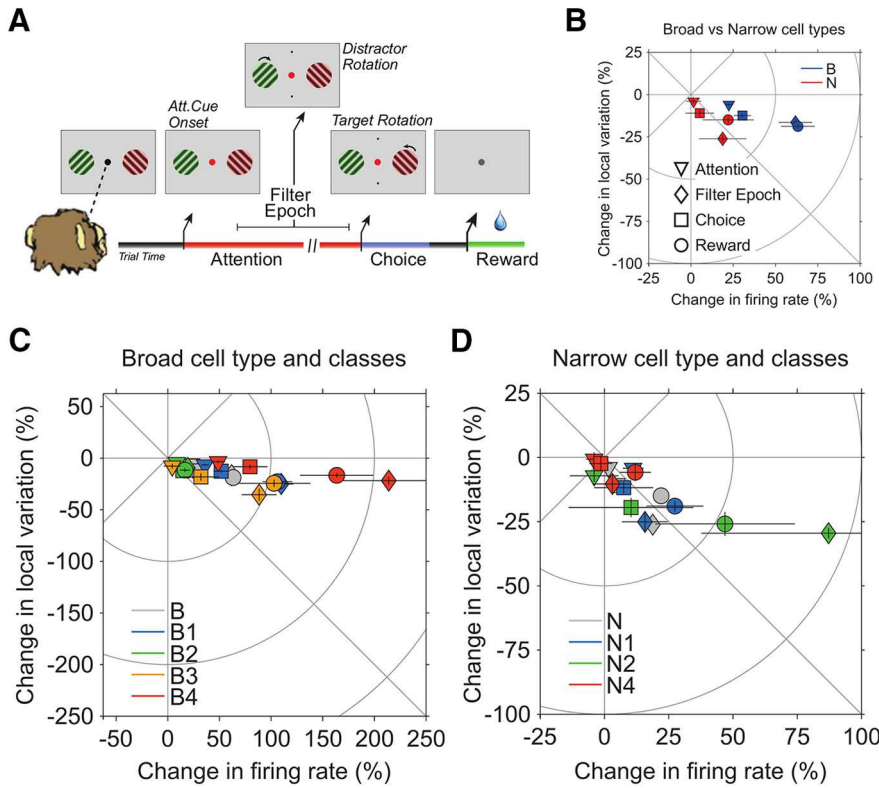 A
Distractor
Rotation
Att.Cue
Onset
Target Rotation
Filter
Epoch
Trial Time
//
Attention
Choice
Reward
B
Broad vs Narrow cell types
25
0
-25
-50
-75
-100
Change in local variation (%)
B
N
Attention
Filter Epoch
Choice
Reward
-25 0 25 50 75 100
Change in firing rate (%)
C
Broad cell type and classes
50
0
-50
-100
-150
-200
-250
Change in local variation (%)
B
B1
B2
B3
B4
-50 0 50 100 150 200 250
Change in firing rate (%)
D
Narrow cell type and classes
25
0
-25
-50
-75
-100
Change in local variation (%)
N
N1
N2
N4
-25 0 25 50 75 100
Change in firing rate (%)